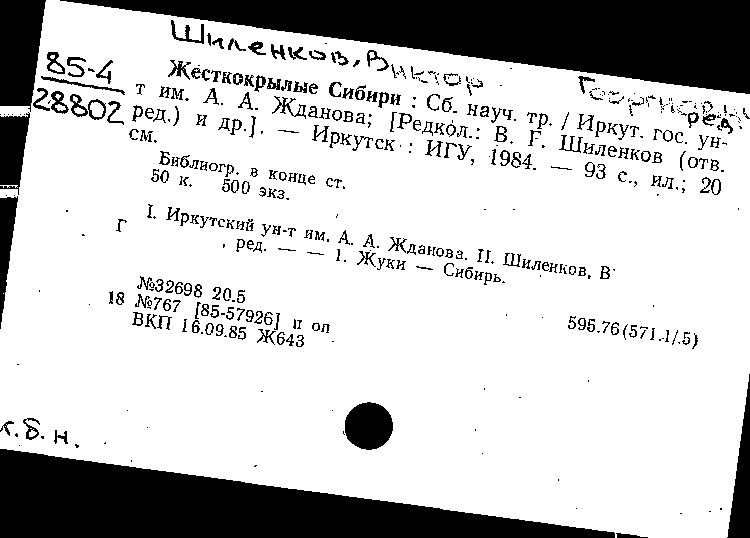 Шиленков, Виктор Георгиевич
ред.
85-4
28802
Жесткокрылые Сибири : Сб. науч. тр. / Иркут. гос. ун-
т им. А. А. Жданова; [Редкол.: В. Г. Шиленков (отв.
ред.) и др.]. — Иркутск : ИГУ, 1984. — 93 с., ил.; 20
см.
Библиогр. в конце ст.
50 к. 500 экз.
I. Иркутский ун-т им. А. А. Жданова. II. Шиленков, В
Г , ред. — — 1. Жуки — Сибирь.
№32698 20.5
18 №767 [85-57926] п оп
ВКП 16.09.85 Ж643
595.76(571.1/.5)
к.б.н.